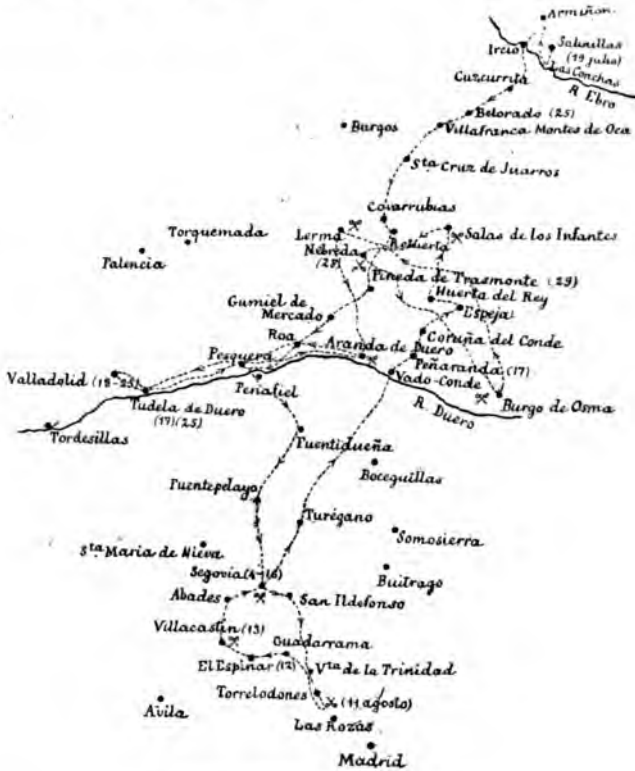 Armiñon
Ircio
Salinillas
(19 julio)
Las Conchas
R. Ebro
Cuzcurrita
Belorado (25)
Burgos
Villafranca Montes de Oca
Sta Cruz de Juarros
Covarrubias
Torquemada
Lerma
Retuerta
Salas de los Infantes
Nebreda
(28)
Palencia
Pineda de Trasmonte (29)
Gumiel de
Mercado
Huerta del Rey
Espeja
Roa
Aranda de
Duero
Coruña del Conde
Pesquera
Peñaranda (17)
Valladolid (18-25)
Peñafiel
Vado-Conde
Tudela de Duero
(17)(25)
R. Duero
Burgo de Osma
Tordesillas
Fuentidueña
Boceguillas
Fuentepelayo
Turégano
Somosierra
Sta Maria de Nieva
Buitrago
Segovia (4-16)
Abades
San Ildefonso
Villacastin (13)
Guadarrama
El Espinar (12)
Vta de la Trinidad
Torrelodones
(11 agosto)
Avila
Las Rozas
Madrid